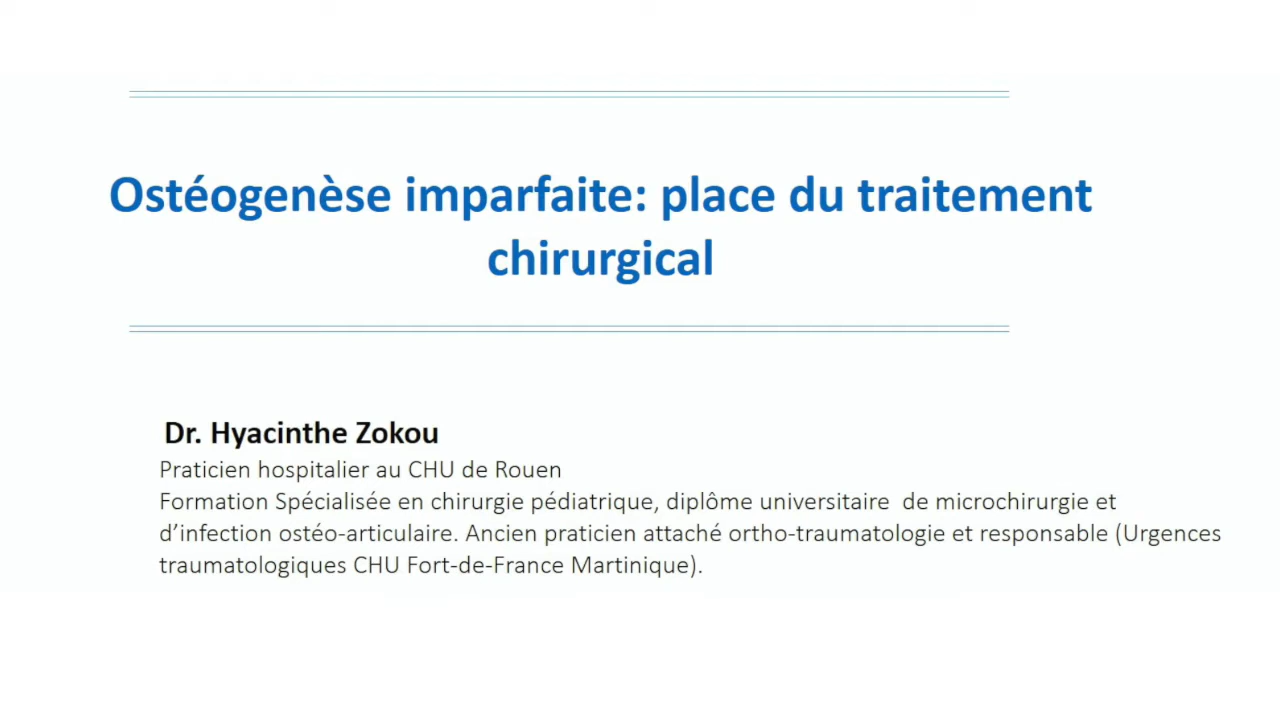 Ostéogenèse imparfaite: place du traitement
chirurgical
Dr. Hyacinthe Zokou
Praticien hospitalier au CHU de Rouen
Formation Spécialisée en chirurgie pédiatrique, diplôme universitaire  de microchirurgie et
d’infection ostéo-articulaire. Ancien praticien attaché ortho-traumatologie et responsable (Urgences
traumatologiques CHU Fort-de-France Martinique).